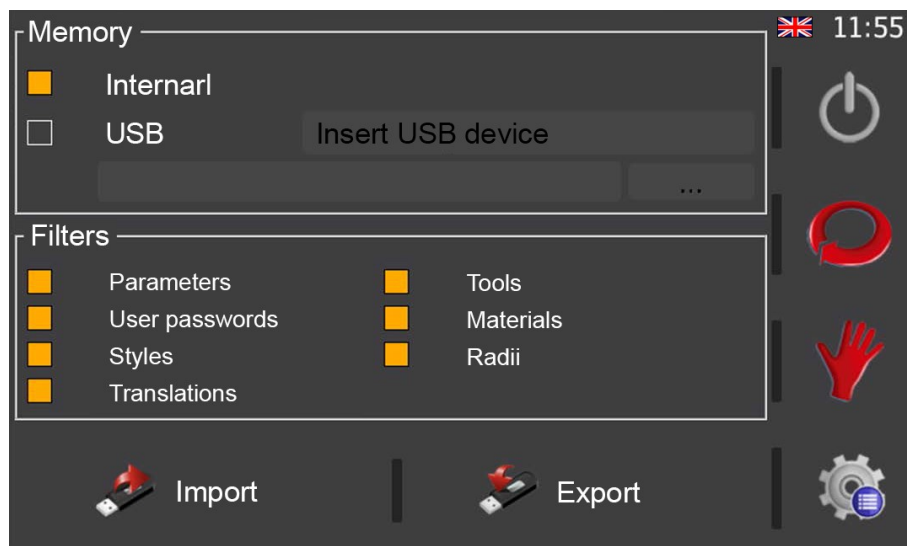 Memory
11:55
Internarl
USB
Insert USB device
...
Filters
Parameters
Tools
User passwords
Materials
Styles
Radii
Translations
Import
Export